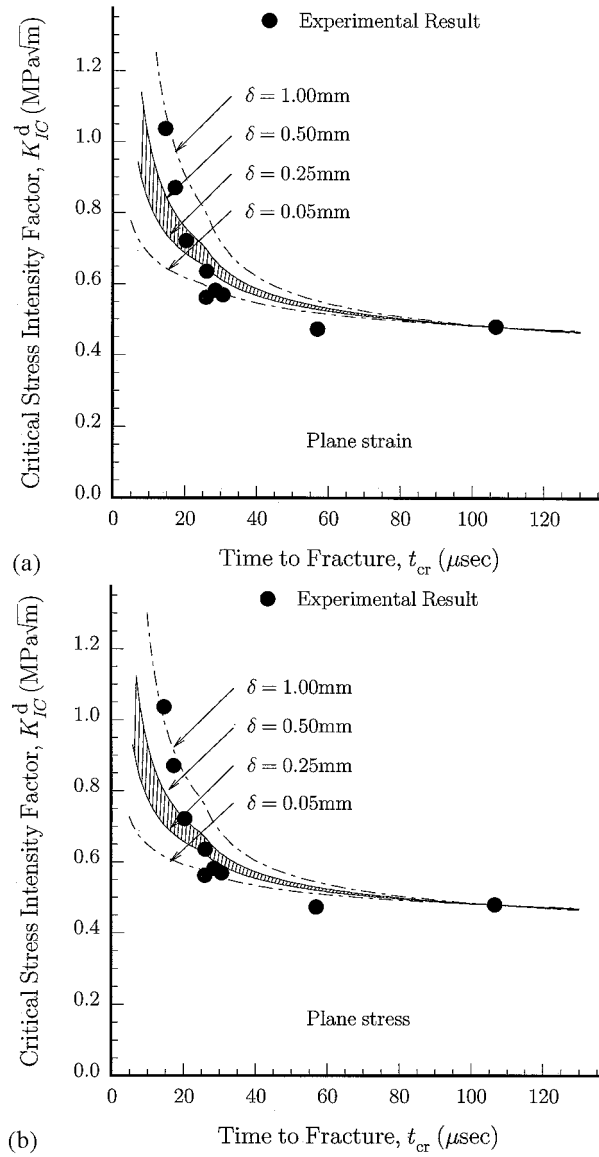 Experimental Result
1.2
1.0
0.8
0.6
0.4
0.2
0.0
Critical Stress Intensity Factor, K_IC^d (MPa√m)
δ = 1.00mm
δ = 0.50mm
δ = 0.25mm
δ = 0.05mm
Plane strain
0 20 40 60 80 100 120
Time to Fracture, t_cr (μsec)
(a)
Experimental Result
1.2
1.0
0.8
0.6
0.4
0.2
0.0
Critical Stress Intensity Factor, K_IC^d (MPa√m)
δ = 1.00mm
δ = 0.50mm
δ = 0.25mm
δ = 0.05mm
Plane stress
0 20 40 60 80 100 120
Time to Fracture, t_cr (μsec)
(b)